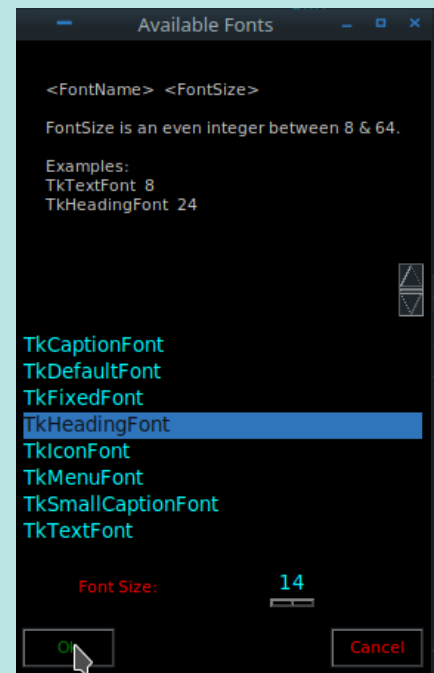 Available Fonts
<FontName> <FontSize>
FontSize is an even integer between 8 & 64.
Examples:
TkTextFont 8
TkHeadingFont 24
TkCaptionFont
TkDefaultFont
TkFixedFont
TkHeadingFont
TkIconFont
TkMenuFont
TkSmallCaptionFont
TkTextFont
Font Size: 14
Cancel